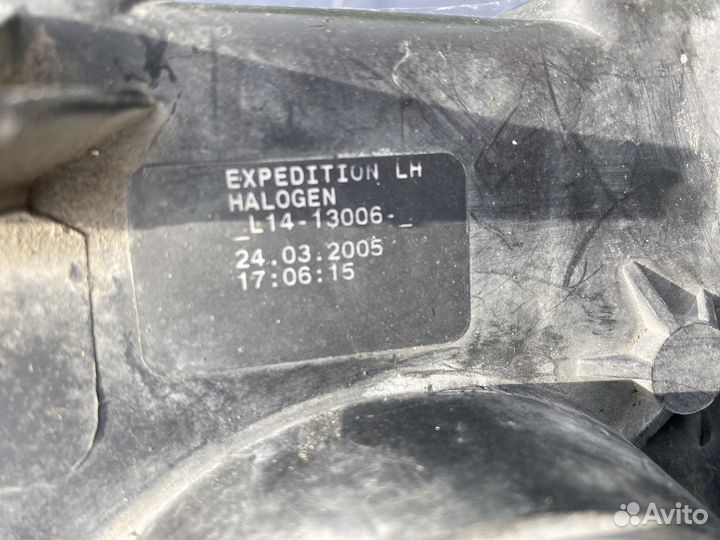 EXPEDITION LH
HALOGEN
_L14-13006-_
24.03.2005
17:06:15
Avito